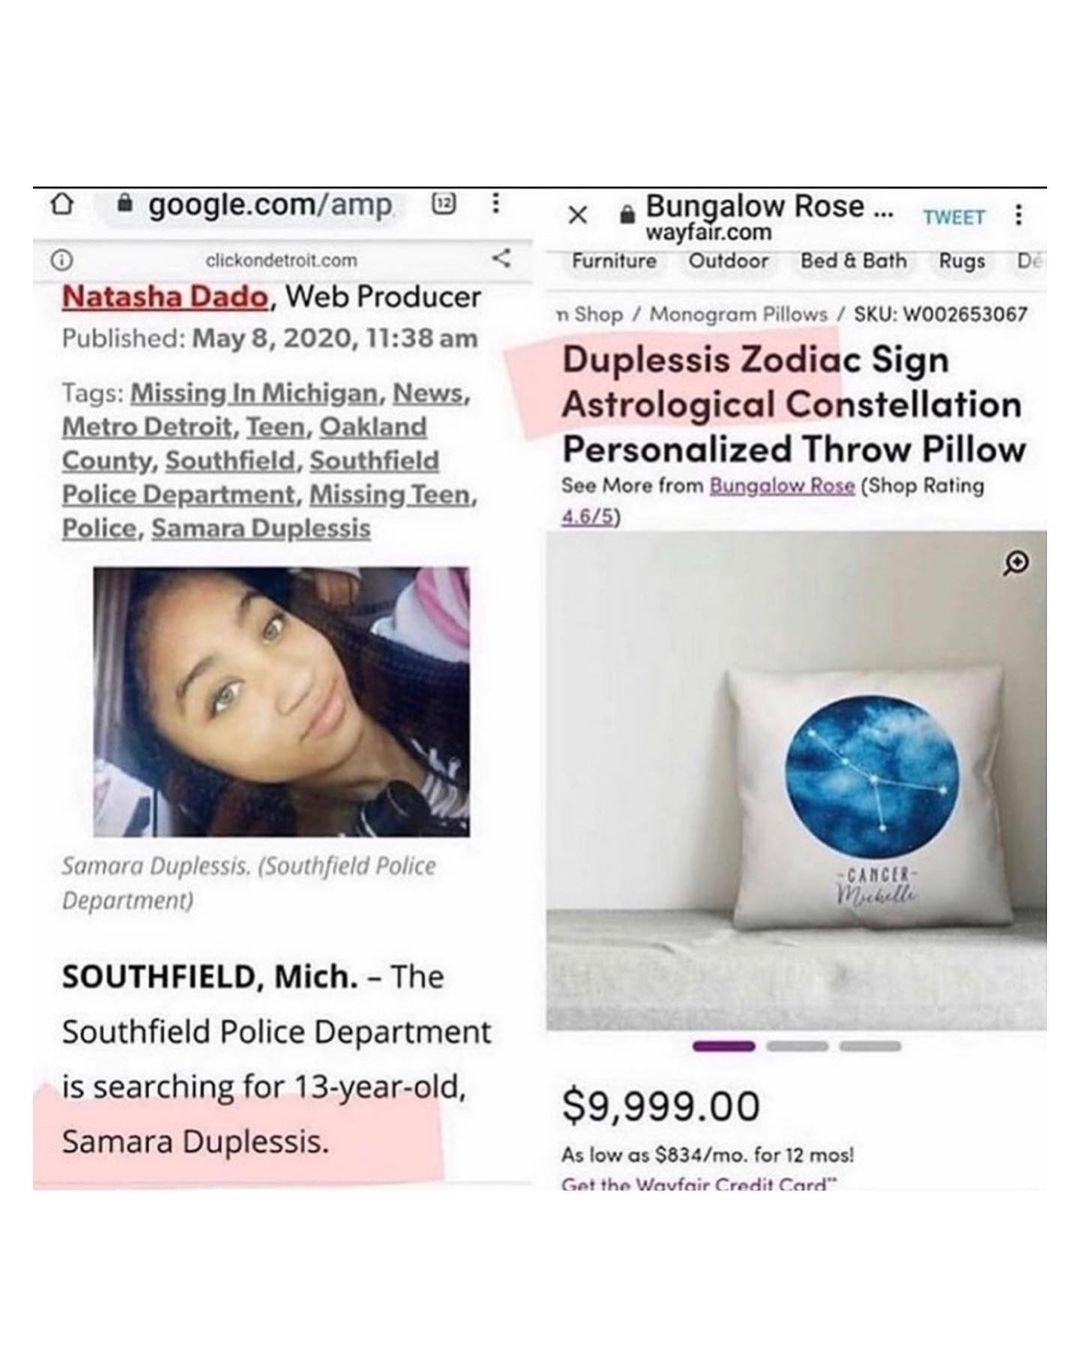 google.com/amp
12
clickondetroit.com
Natasha Dado, Web Producer
Published: May 8, 2020, 11:38 am
Tags: Missing In Michigan, News,
Metro Detroit, Teen, Oakland
County, Southfield, Southfield
Police Department, Missing Teen,
Police, Samara Duplessis
Samara Duplessis. (Southfield Police
Department)
SOUTHFIELD, Mich. – The
Southfield Police Department
is searching for 13-year-old,
Samara Duplessis.
Bungalow Rose ...
wayfair.com
TWEET
Furniture Outdoor Bed & Bath Rugs Dé
n Shop / Monogram Pillows / SKU: W002653067
Duplessis Zodiac Sign
Astrological Constellation
Personalized Throw Pillow
See More from Bungalow Rose (Shop Rating
4.6/5)
-CANCER-
Michelle
$9,999.00
As low as $834/mo. for 12 mos!
Get the Wayfair Credit Card™